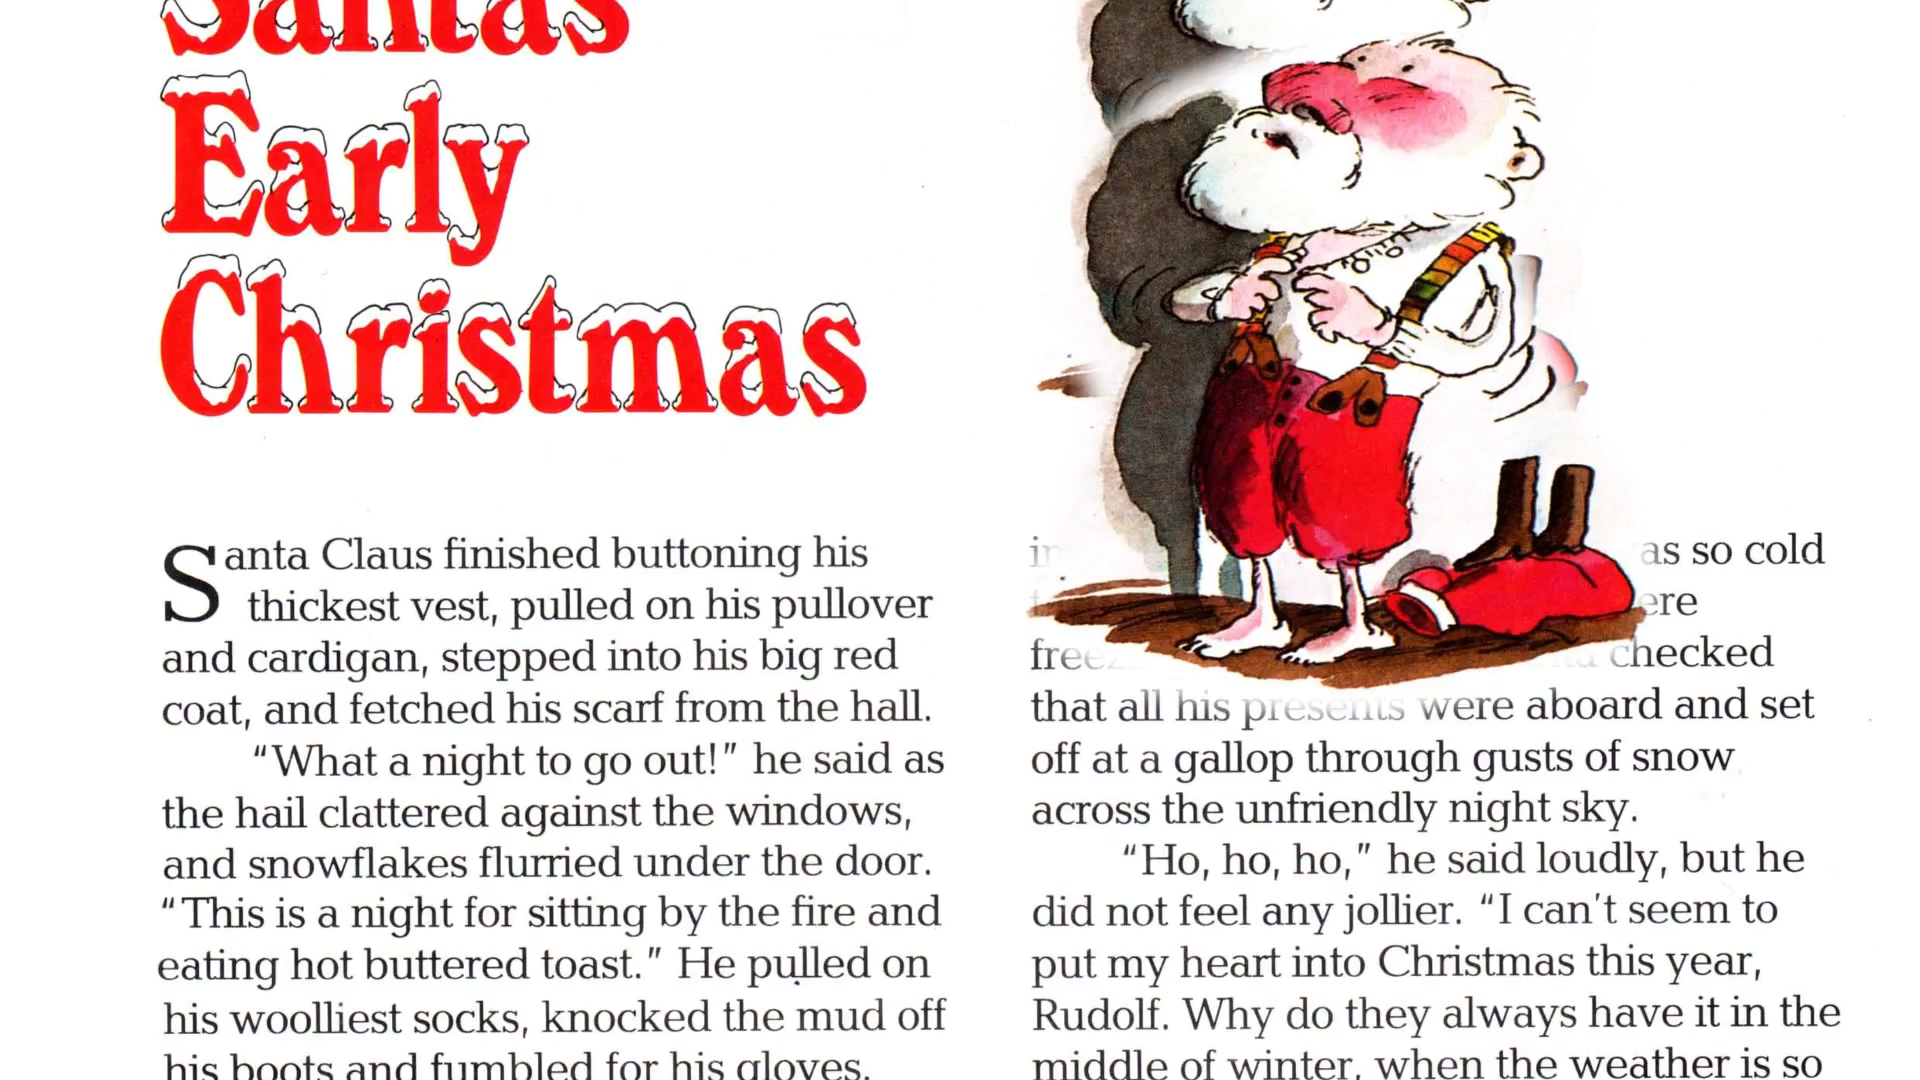 Santas
Early
Christmas
Santa Claus finished buttoning his
thickest vest, pulled on his pullover
and cardigan, stepped into his big red
coat, and fetched his scarf from the hall.
“What a night to go out!” he said as
the hail clattered against the windows,
and snowflakes flurried under the door.
“This is a night for sitting by the fire and
eating hot buttered toast.” He pulled on
his woolliest socks, knocked the mud off
his boots and fumbled for his gloves.
as so cold
checked
that all his presents were aboard and set
off at a gallop through gusts of snow
across the unfriendly night sky.
“Ho, ho, ho,” he said loudly, but he
did not feel any jollier. “I can't seem to
put my heart into Christmas this year,
Rudolf. Why do they always have it in the
middle of winter, when the weather is so